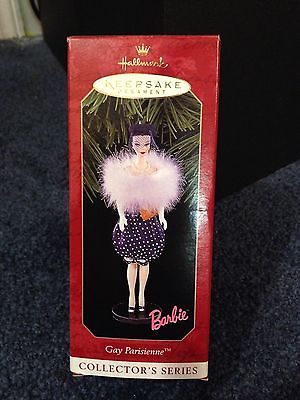 Hallmark
KEEPSAKE
ORNAMENT
Barbie
Gay Parisienne™
COLLECTOR'S SERIES